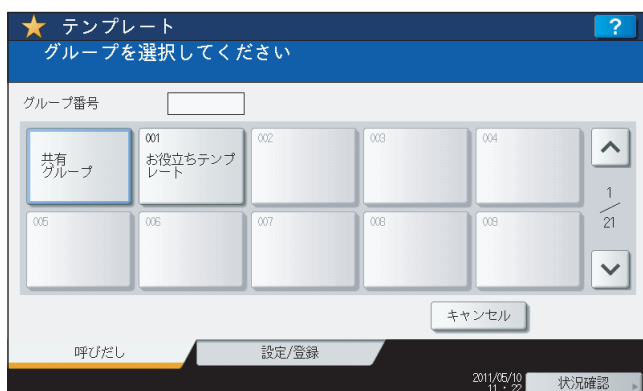 テンプレート
?
グループを選択してください
グループ番号
共有
グループ
001
お役立ちテンプ
レート
002
003
004
1
21
005
006
007
008
009
キャンセル
呼びだし
設定/登録
2011/05/10
11:22
状況確認